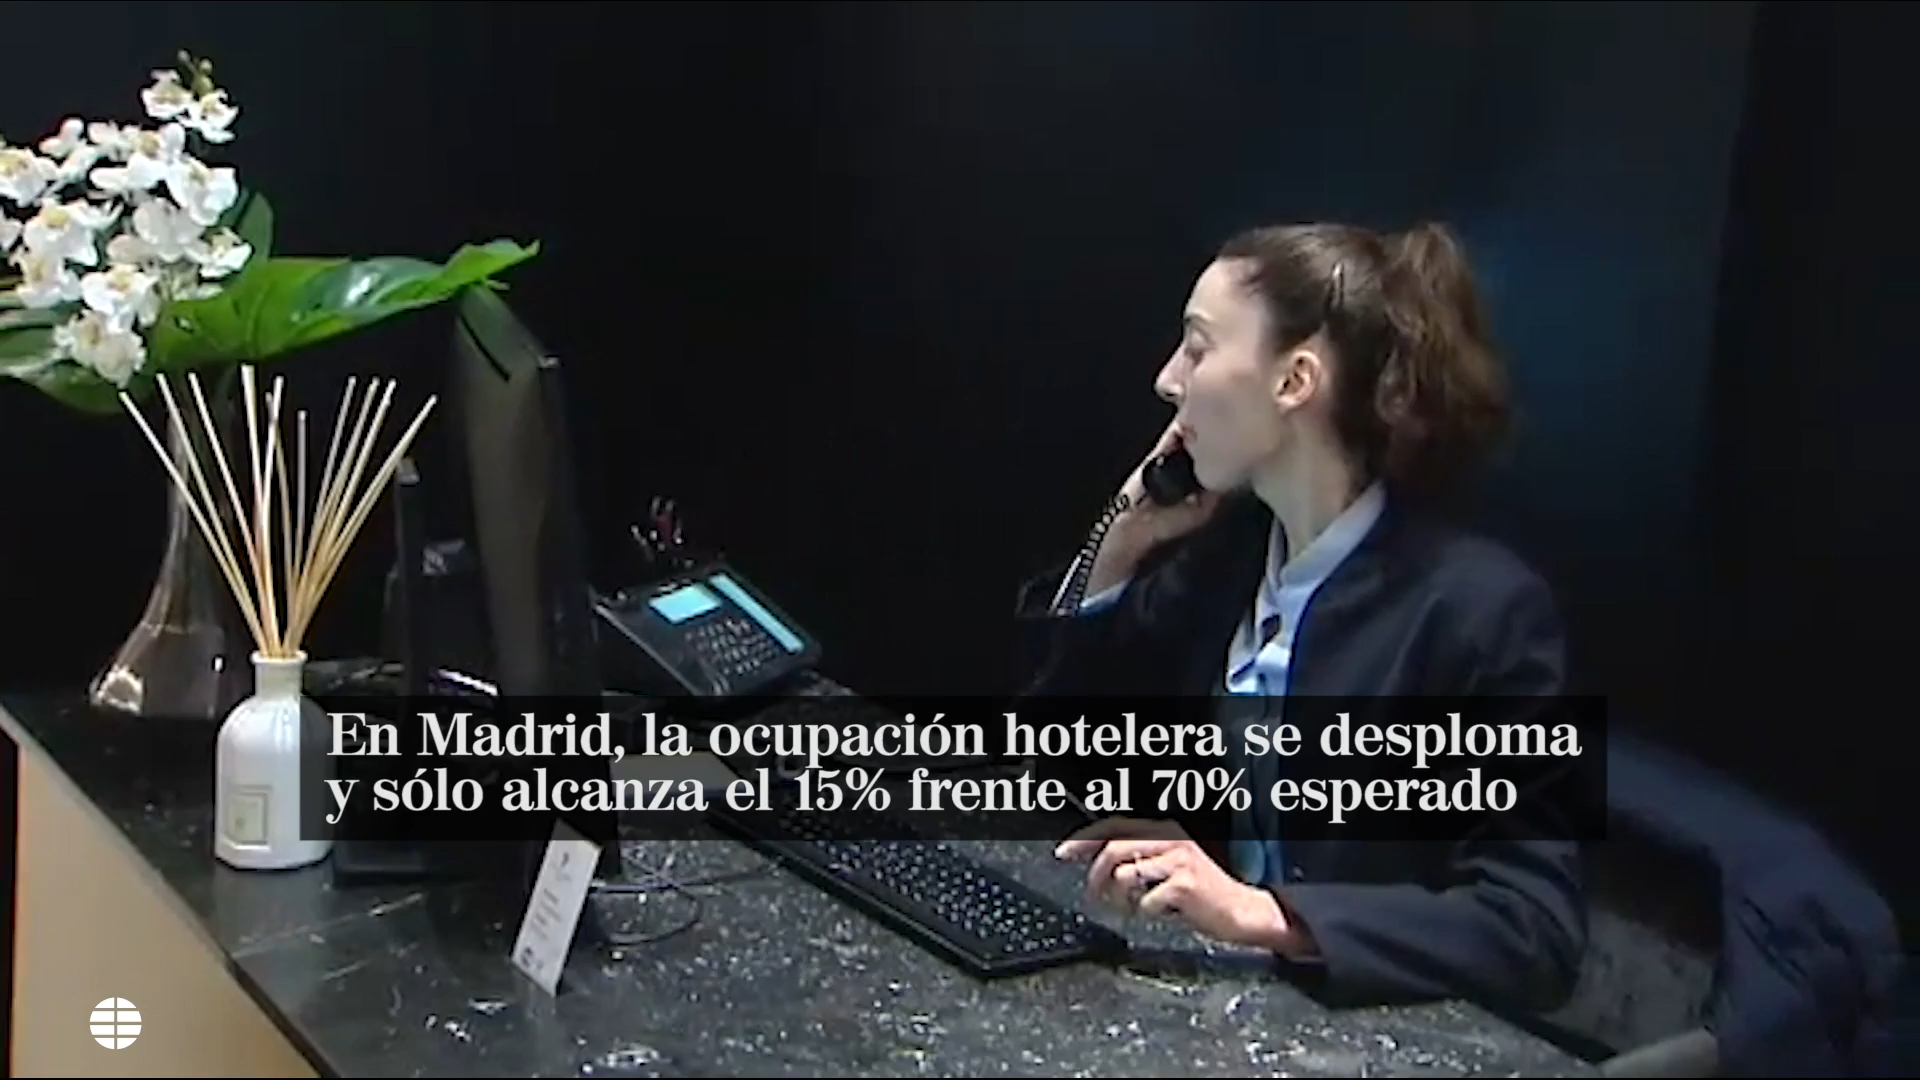 En Madrid, la ocupación hotelera se desploma
y sólo alcanza el 15% frente al 70% esperado